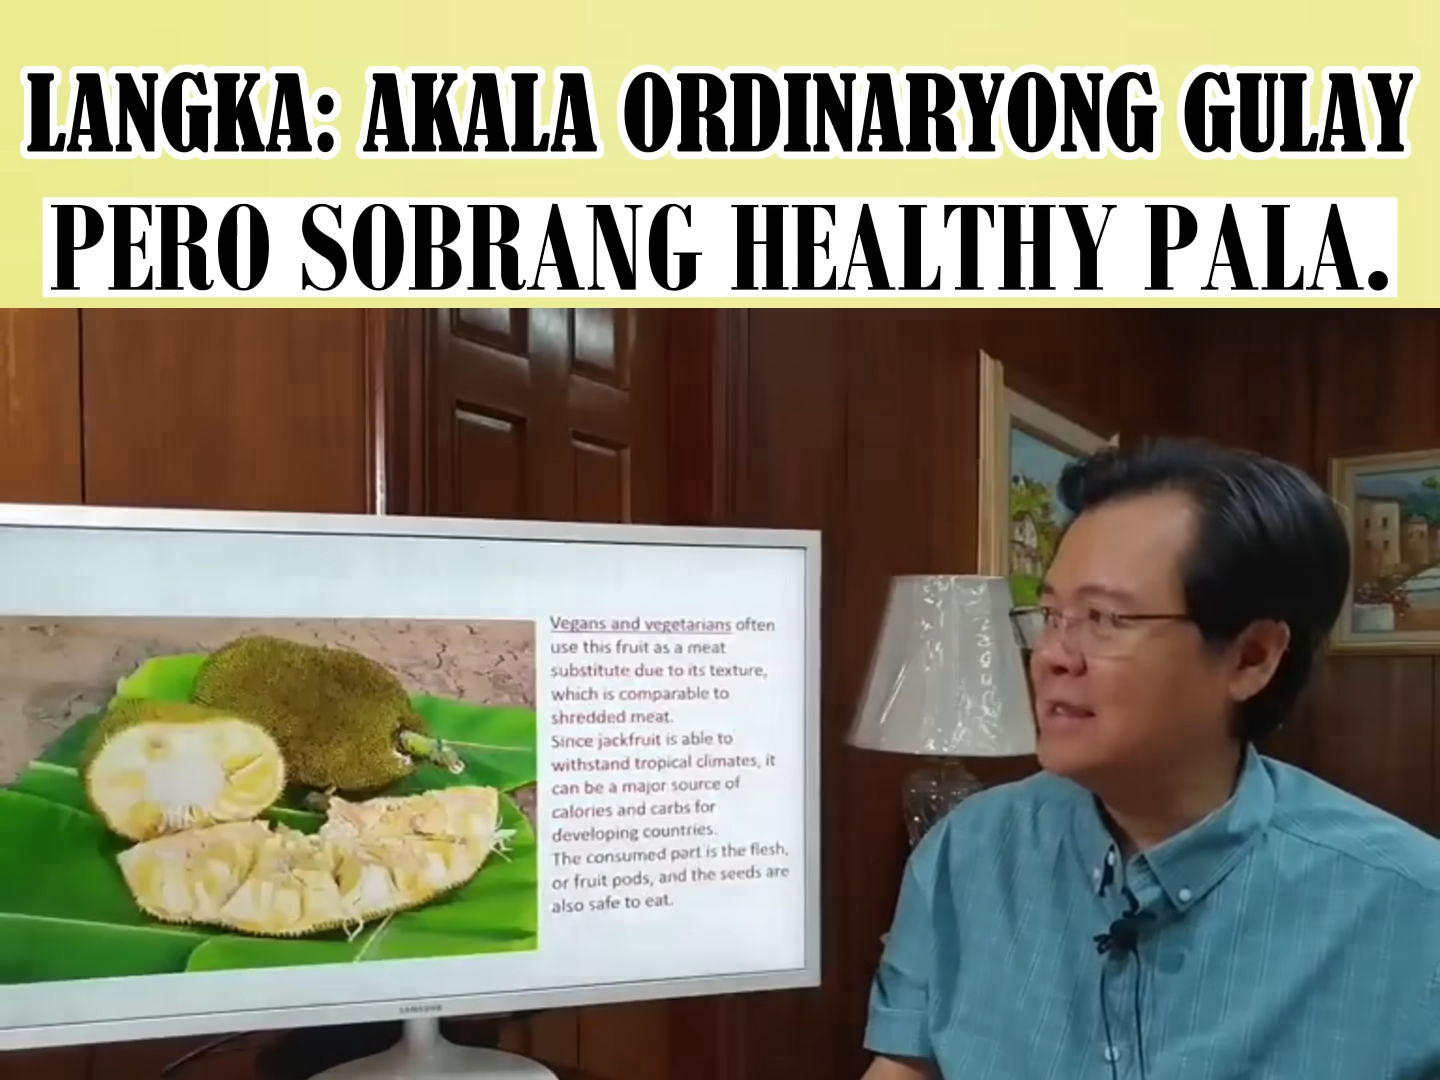 LANGKA: AKALA ORDINARYONG GULAY
PERO SOBRANG HEALTHY PALA.
Vegans and vegetarians often
use this fruit as a meat
substitute due to its texture,
which is comparable to
shredded meat.
Since jackfruit is able to
withstand tropical climates, it
can be a major source of
calories and carbs for
developing countries.
The consumed part is the flesh,
or fruit pods, and the seeds are
also safe to eat.
SAMSUNG